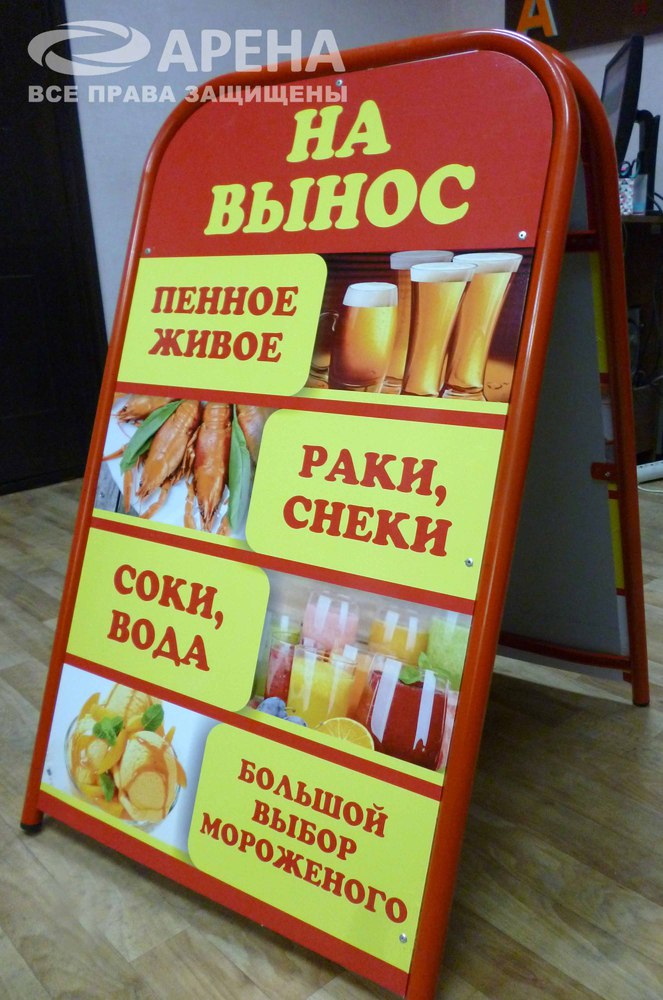 АРЕНА
ВСЕ ПРАВА ЗАЩИЩЕНЫ
А
НА
ВЫНОС
ПЕННОЕ
ЖИВОЕ
РАКИ,
СНЕКИ
СОКИ,
ВОДА
БОЛЬШОЙ
ВЫБОР
МОРОЖЕНОГО